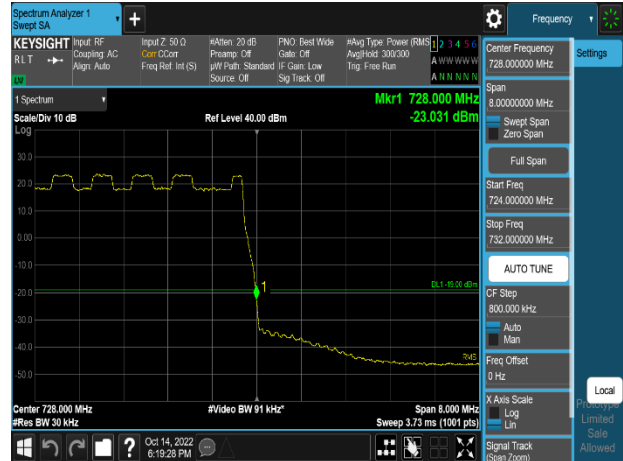 Spectrum Analyzer 1
Swept SA
Frequency
KEYSIGHT
RLT
Input: RF
Coupling: AC
Align: Auto
Input Z: 50 Ω
Corr CCorr
Freq Ref: Int (S)
#Atten: 20 dB
Preamp: Off
µW Path: Standard
Source: Off
PNO: Best Wide
Gate: Off
IF Gain: Low
Sig Track: Off
#Avg Type: Power (RMS
Avg|Hold: 300/300
Trig: Free Run
1 2 3 4 5 6
A W W W W W
A N N N N N
1 Spectrum
Scale/Div 10 dB
Log
Ref Level 40.00 dBm
Mkr1 728.000 MHz
-23.031 dBm
30.0
20.0
10.0
0.00
-10.0
-20.0
-30.0
-40.0
-50.0
1
DL1 -19.00 dBm
RMS
Center 728.000 MHz
#Res BW 30 kHz
#Video BW 91 kHz*
Span 8.000 MHz
Sweep 3.73 ms (1001 pts)
Center Frequency
728.000000 MHz
Settings
Span
8.00000000 MHz
Swept Span
Zero Span
Full Span
Start Freq
724.000000 MHz
Stop Freq
732.000000 MHz
AUTO TUNE
CF Step
800.000 kHz
Auto
Man
Freq Offset
0 Hz
X Axis Scale
Log
Lin
Signal Track
(Span Zoom)
Local
Prototype
Limited
Sale
Allowed
?
Oct 14, 2022
6:19:28 PM